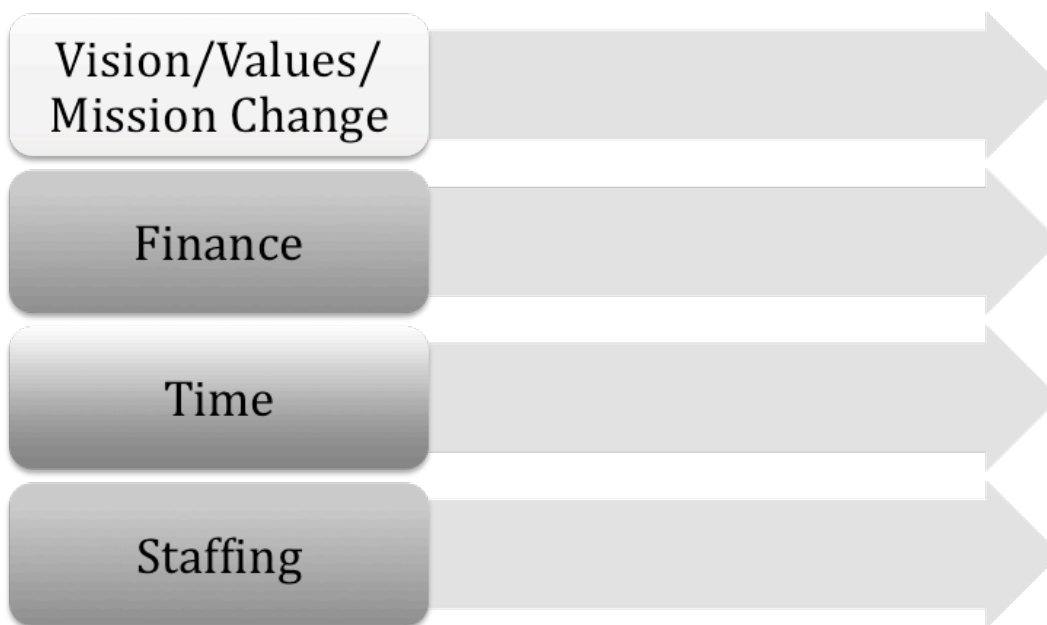 Vision/Values/
Mission Change
Finance
Time
Staffing